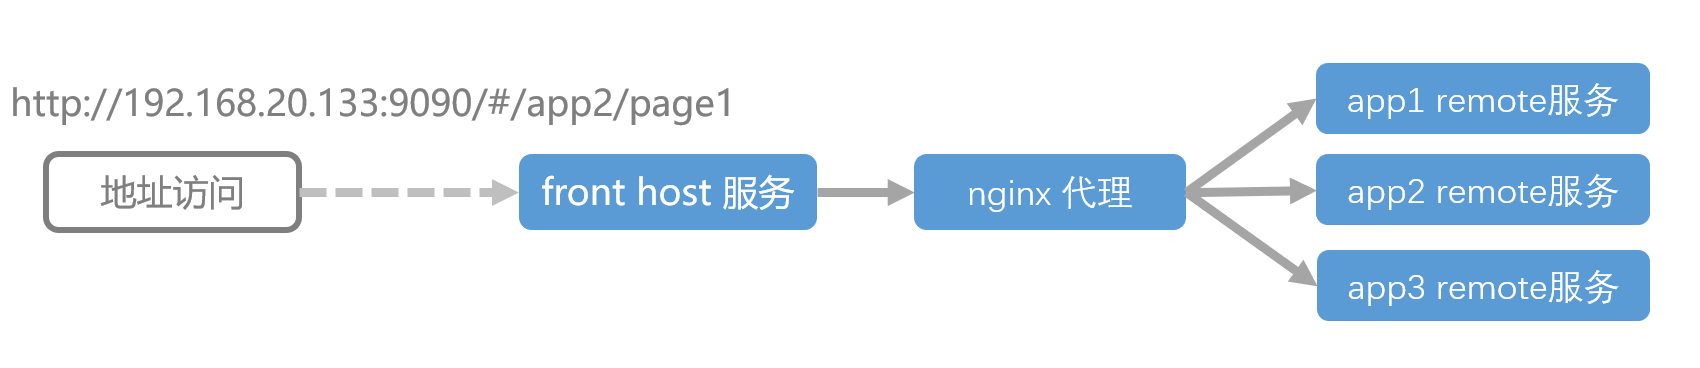 http://192.168.20.133:9090/#/app2/page1
地址访问
front host 服务
nginx 代理
app1 remote服务
app2 remote服务
app3 remote服务